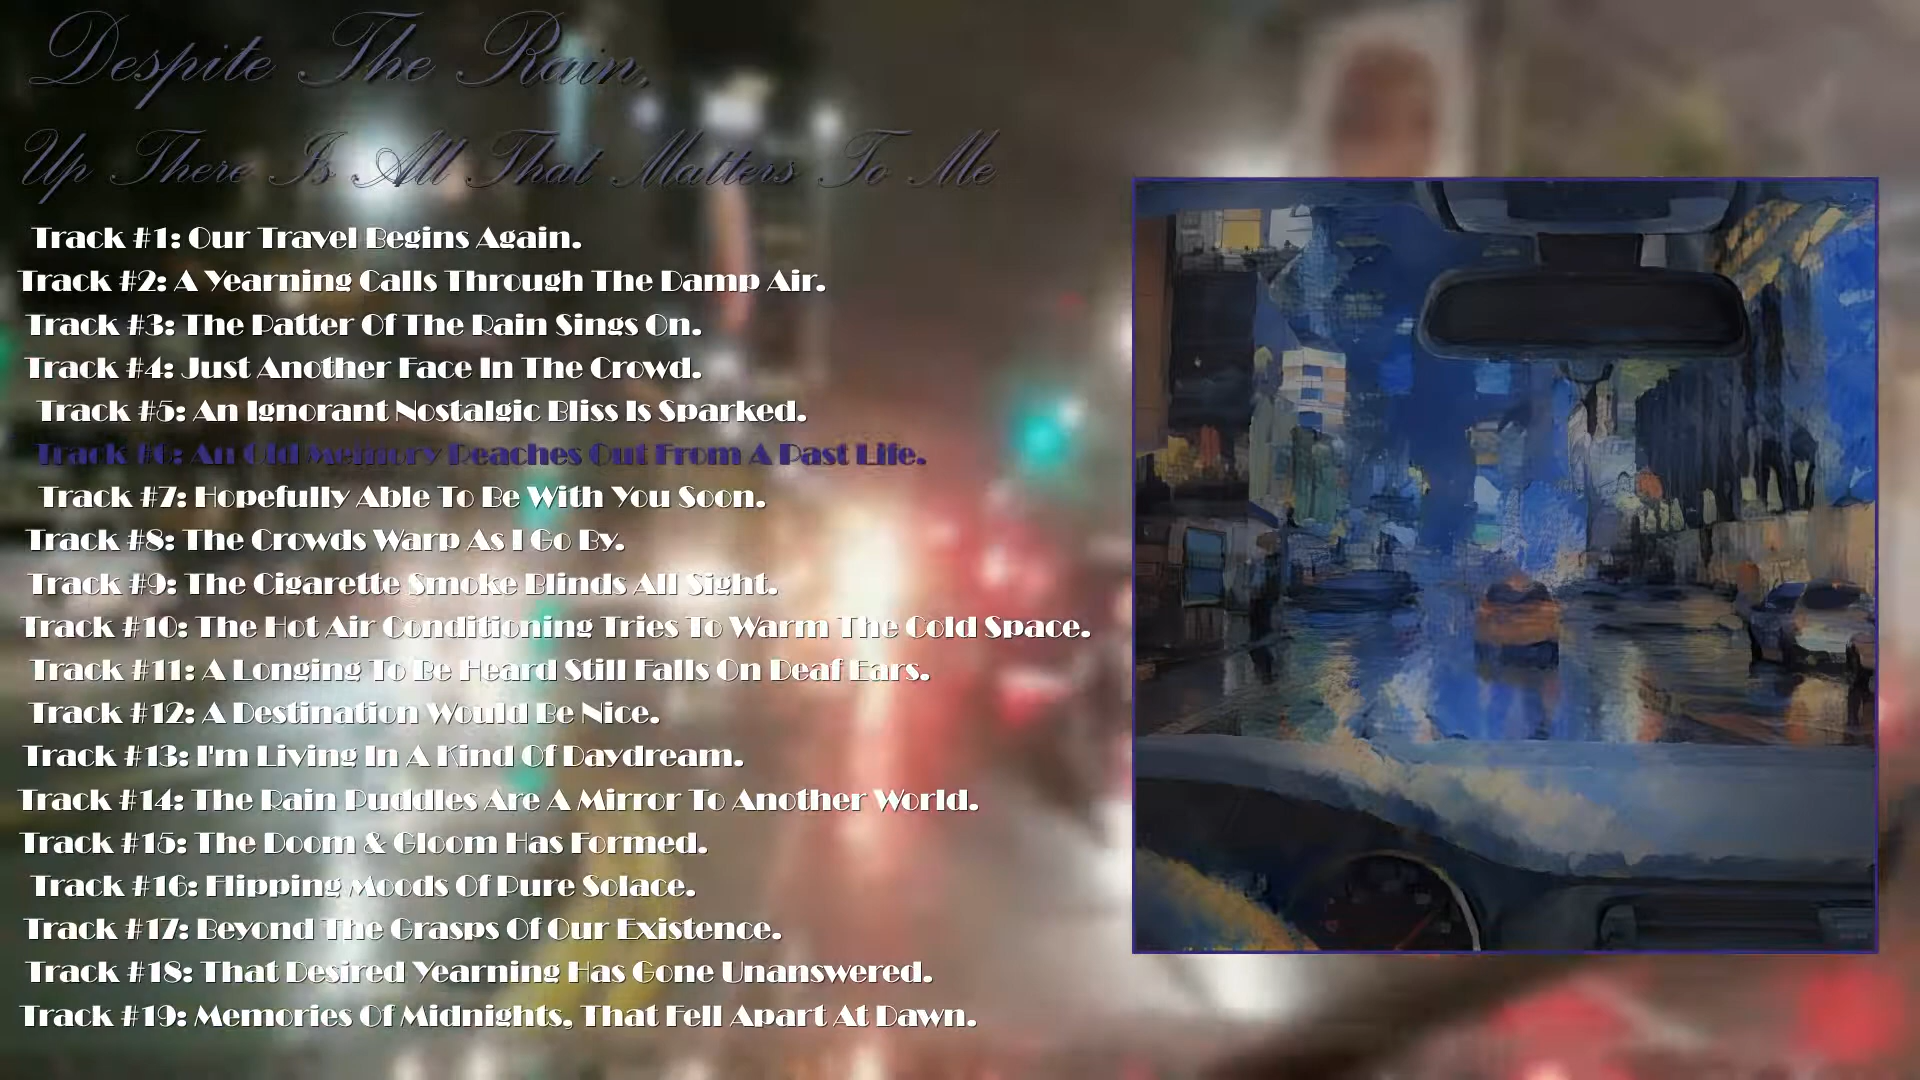 Despite The Rain,
Up There Is All That Matters To Me
Track #1: Our Travel Begins Again.
Track #2: A Yearning Calls Through The Damp Air.
Track #3: The Patter Of The Rain Sings On.
Track #4: Just Another Face In The Crowd.
Track #5: An Ignorant Nostalgic Bliss Is Sparked.
Track #6: An Old Memory Reaches Out From A Past Life.
Track #7: Hopefully Able To Be With You Soon.
Track #8: The Crowds Warp As I Go By.
Track #9: The Cigarette Smoke Blinds All Sight.
Track #10: The Hot Air Conditioning Tries To Warm The Cold Space.
Track #11: A Longing To Be Heard Still Falls On Deaf Ears.
Track #12: A Destination Would Be Nice.
Track #13: I'm Living In A Kind Of Daydream.
Track #14: The Rain Puddles Are A Mirror To Another World.
Track #15: The Doom & Gloom Has Formed.
Track #16: Flipping Moods Of Pure Solace.
Track #17: Beyond The Grasps Of Our Existence.
Track #18: That Desired Yearning Has Gone Unanswered.
Track #19: Memories Of Midnights, That Fell Apart At Dawn.